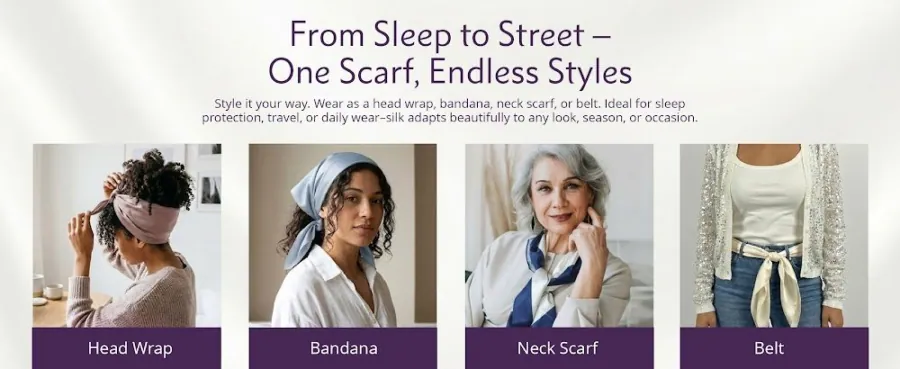 From Sleep to Street –
One Scarf, Endless Styles
Style it your way. Wear as a head wrap, bandana, neck scarf, or belt. Ideal for sleep
protection, travel, or daily wear–silk adapts beautifully to any look, season, or occasion.
Head Wrap
Bandana
Neck Scarf
Belt